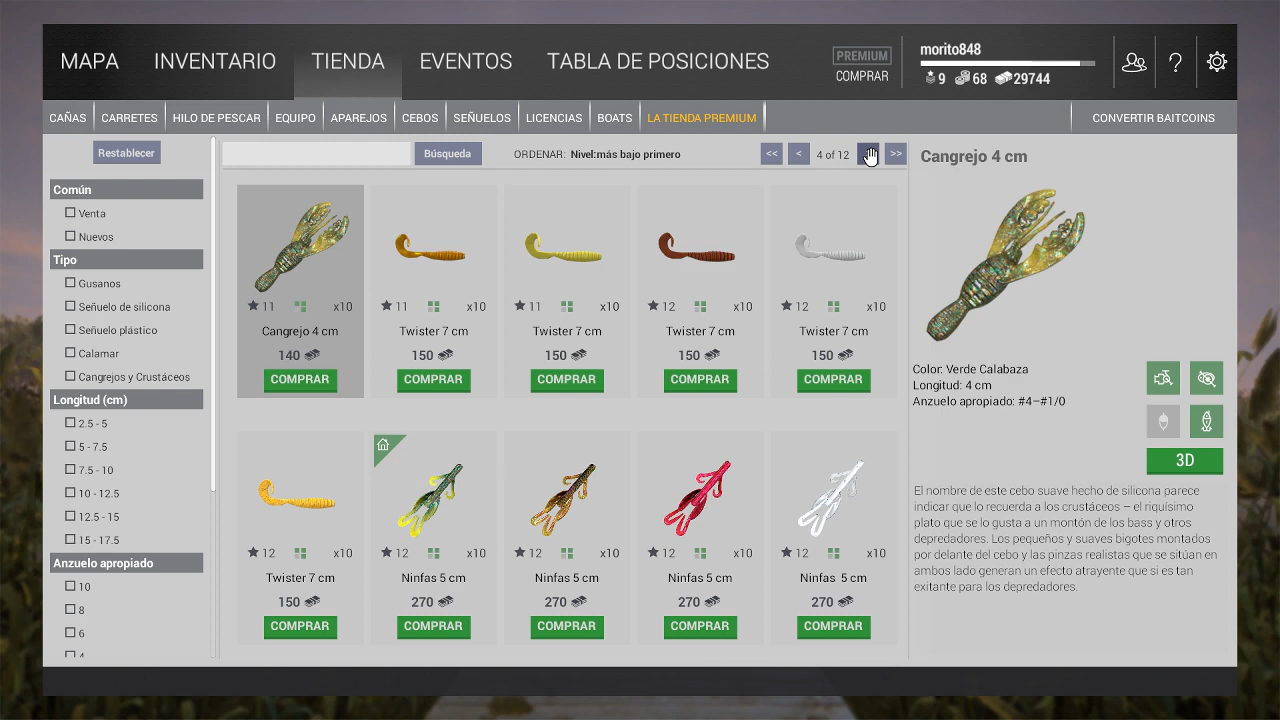 MAPA INVENTARIO TIENDA EVENTOS TABLA DE POSICIONES
PREMIUM
COMPRAR
morito848
9 68 29744
CAÑAS CARRETES HILO DE PESCAR EQUIPO APAREJOS CEBOS SEÑUELOS LICENCIAS BOATS LA TIENDA PREMIUM CONVERTIR BAITCOINS
Restablecer
Búsqueda ORDENAR: Nivel:más bajo primero << < 4 of 12 >>
Común
Venta
Nuevos
Tipo
Gusanos
Señuelo de silicona
Señuelo plástico
Calamar
Cangrejos y Crustáceos
Longitud (cm)
2.5 - 5
5 - 7.5
7.5 - 10
10 - 12.5
12.5 - 15
15 - 17.5
Anzuelo apropiado
10
8
6
4
11 x10 11 x10 11 x10 12 x10 12 x10
Cangrejo 4 cm Twister 7 cm Twister 7 cm Twister 7 cm Twister 7 cm
140 150 150 150 150
COMPRAR COMPRAR COMPRAR COMPRAR COMPRAR
12 x10 12 x10 12 x10 12 x10 12 x10
Twister 7 cm Ninfas 5 cm Ninfas 5 cm Ninfas 5 cm Ninfas 5 cm
150 270 270 270 270
COMPRAR COMPRAR COMPRAR COMPRAR COMPRAR
Cangrejo 4 cm
Color: Verde Calabaza
Longitud: 4 cm
Anzuelo apropiado: #4–#1/0
3D
El nombre de este cebo suave hecho de silicona parece
indicar que lo recuerda a los crustáceos – el riquísimo
plato que se lo gusta a un montón de los bass y otros
depredadores. Los pequeños y suaves bigotes montados
por delante del cebo y las pinzas realistas que se sitúan en
ambos lado generan un efecto atrayente que si es tan
exitante para los depredadores.